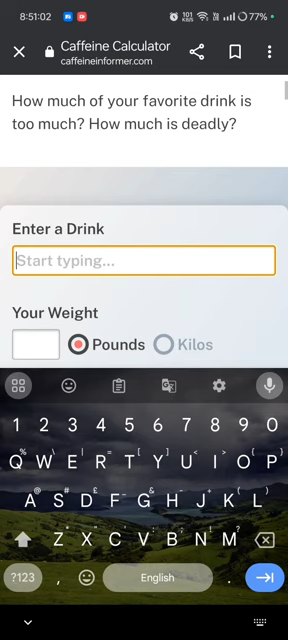 8:51:02 101 KB/S 77%
Caffeine Calculator
caffeineinformer.com
How much of your favorite drink is
too much? How much is deadly?
Enter a Drink
Start typing...
Your Weight
Pounds Kilos
1 2 3 4 5 6 7 8 9 0
Q^ W\ E| R= T[ Y] U< I> O{ P}
A@ S# D£ F_ G& H- J+ K( L)
Z* X" C' V: B; N! M?
?123 , English .